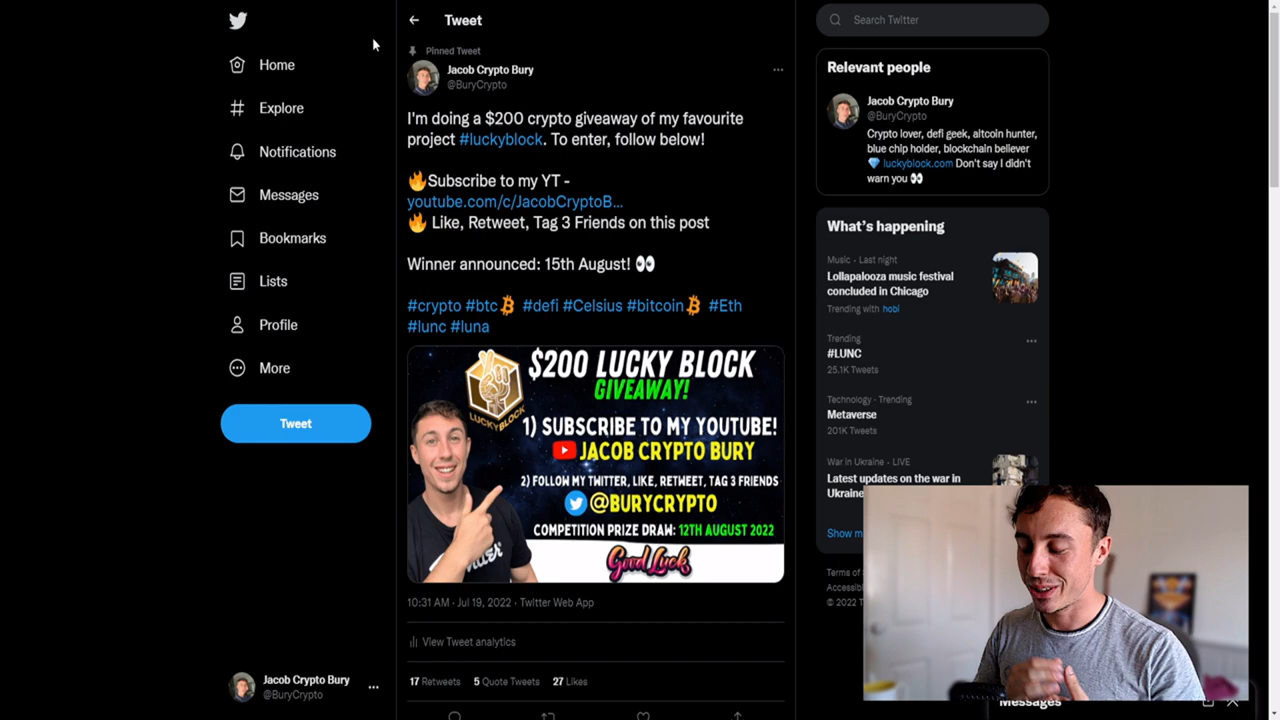 Home
Explore
Notifications
Messages
Bookmarks
Lists
Profile
More
Tweet
Jacob Crypto Bury
@BuryCrypto
Tweet
Pinned Tweet
Jacob Crypto Bury
@BuryCrypto
I'm doing a $200 crypto giveaway of my favourite
project #luckyblock. To enter, follow below!
🔥Subscribe to my YT -
youtube.com/c/JacobCryptoB...
🔥 Like, Retweet, Tag 3 Friends on this post
Winner announced: 15th August! 👀
#crypto #btc #defi #Celsius #bitcoin #Eth
#lunc #luna
LUCKYBLOCK
$200 LUCKY BLOCK
GIVEAWAY!
1) SUBSCRIBE TO MY YOUTUBE!
JACOB CRYPTO BURY
2) FOLLOW MY TWITTER, LIKE, RETWEET, TAG 3 FRIENDS
@BURYCRYPTO
COMPETITION PRIZE DRAW: 12TH AUGUST 2022
Good Luck
10:31 AM · Jul 19, 2022 · Twitter Web App
View Tweet analytics
17 Retweets 5 Quote Tweets 27 Likes
Search Twitter
Relevant people
Jacob Crypto Bury
@BuryCrypto
Crypto lover, defi geek, altcoin hunter,
blue chip holder, blockchain believer
💎 luckyblock.com Don't say I didn't
warn you 👀
What's happening
Music · Last night
Lollapalooza music festival
concluded in Chicago
Trending with hobi
Trending
#LUNC
25.1K Tweets
Technology · Trending
Metaverse
201K Tweets
War in Ukraine · LIVE
Latest updates on the war in
Ukraine
Show
Terms of
© 2022
Messages